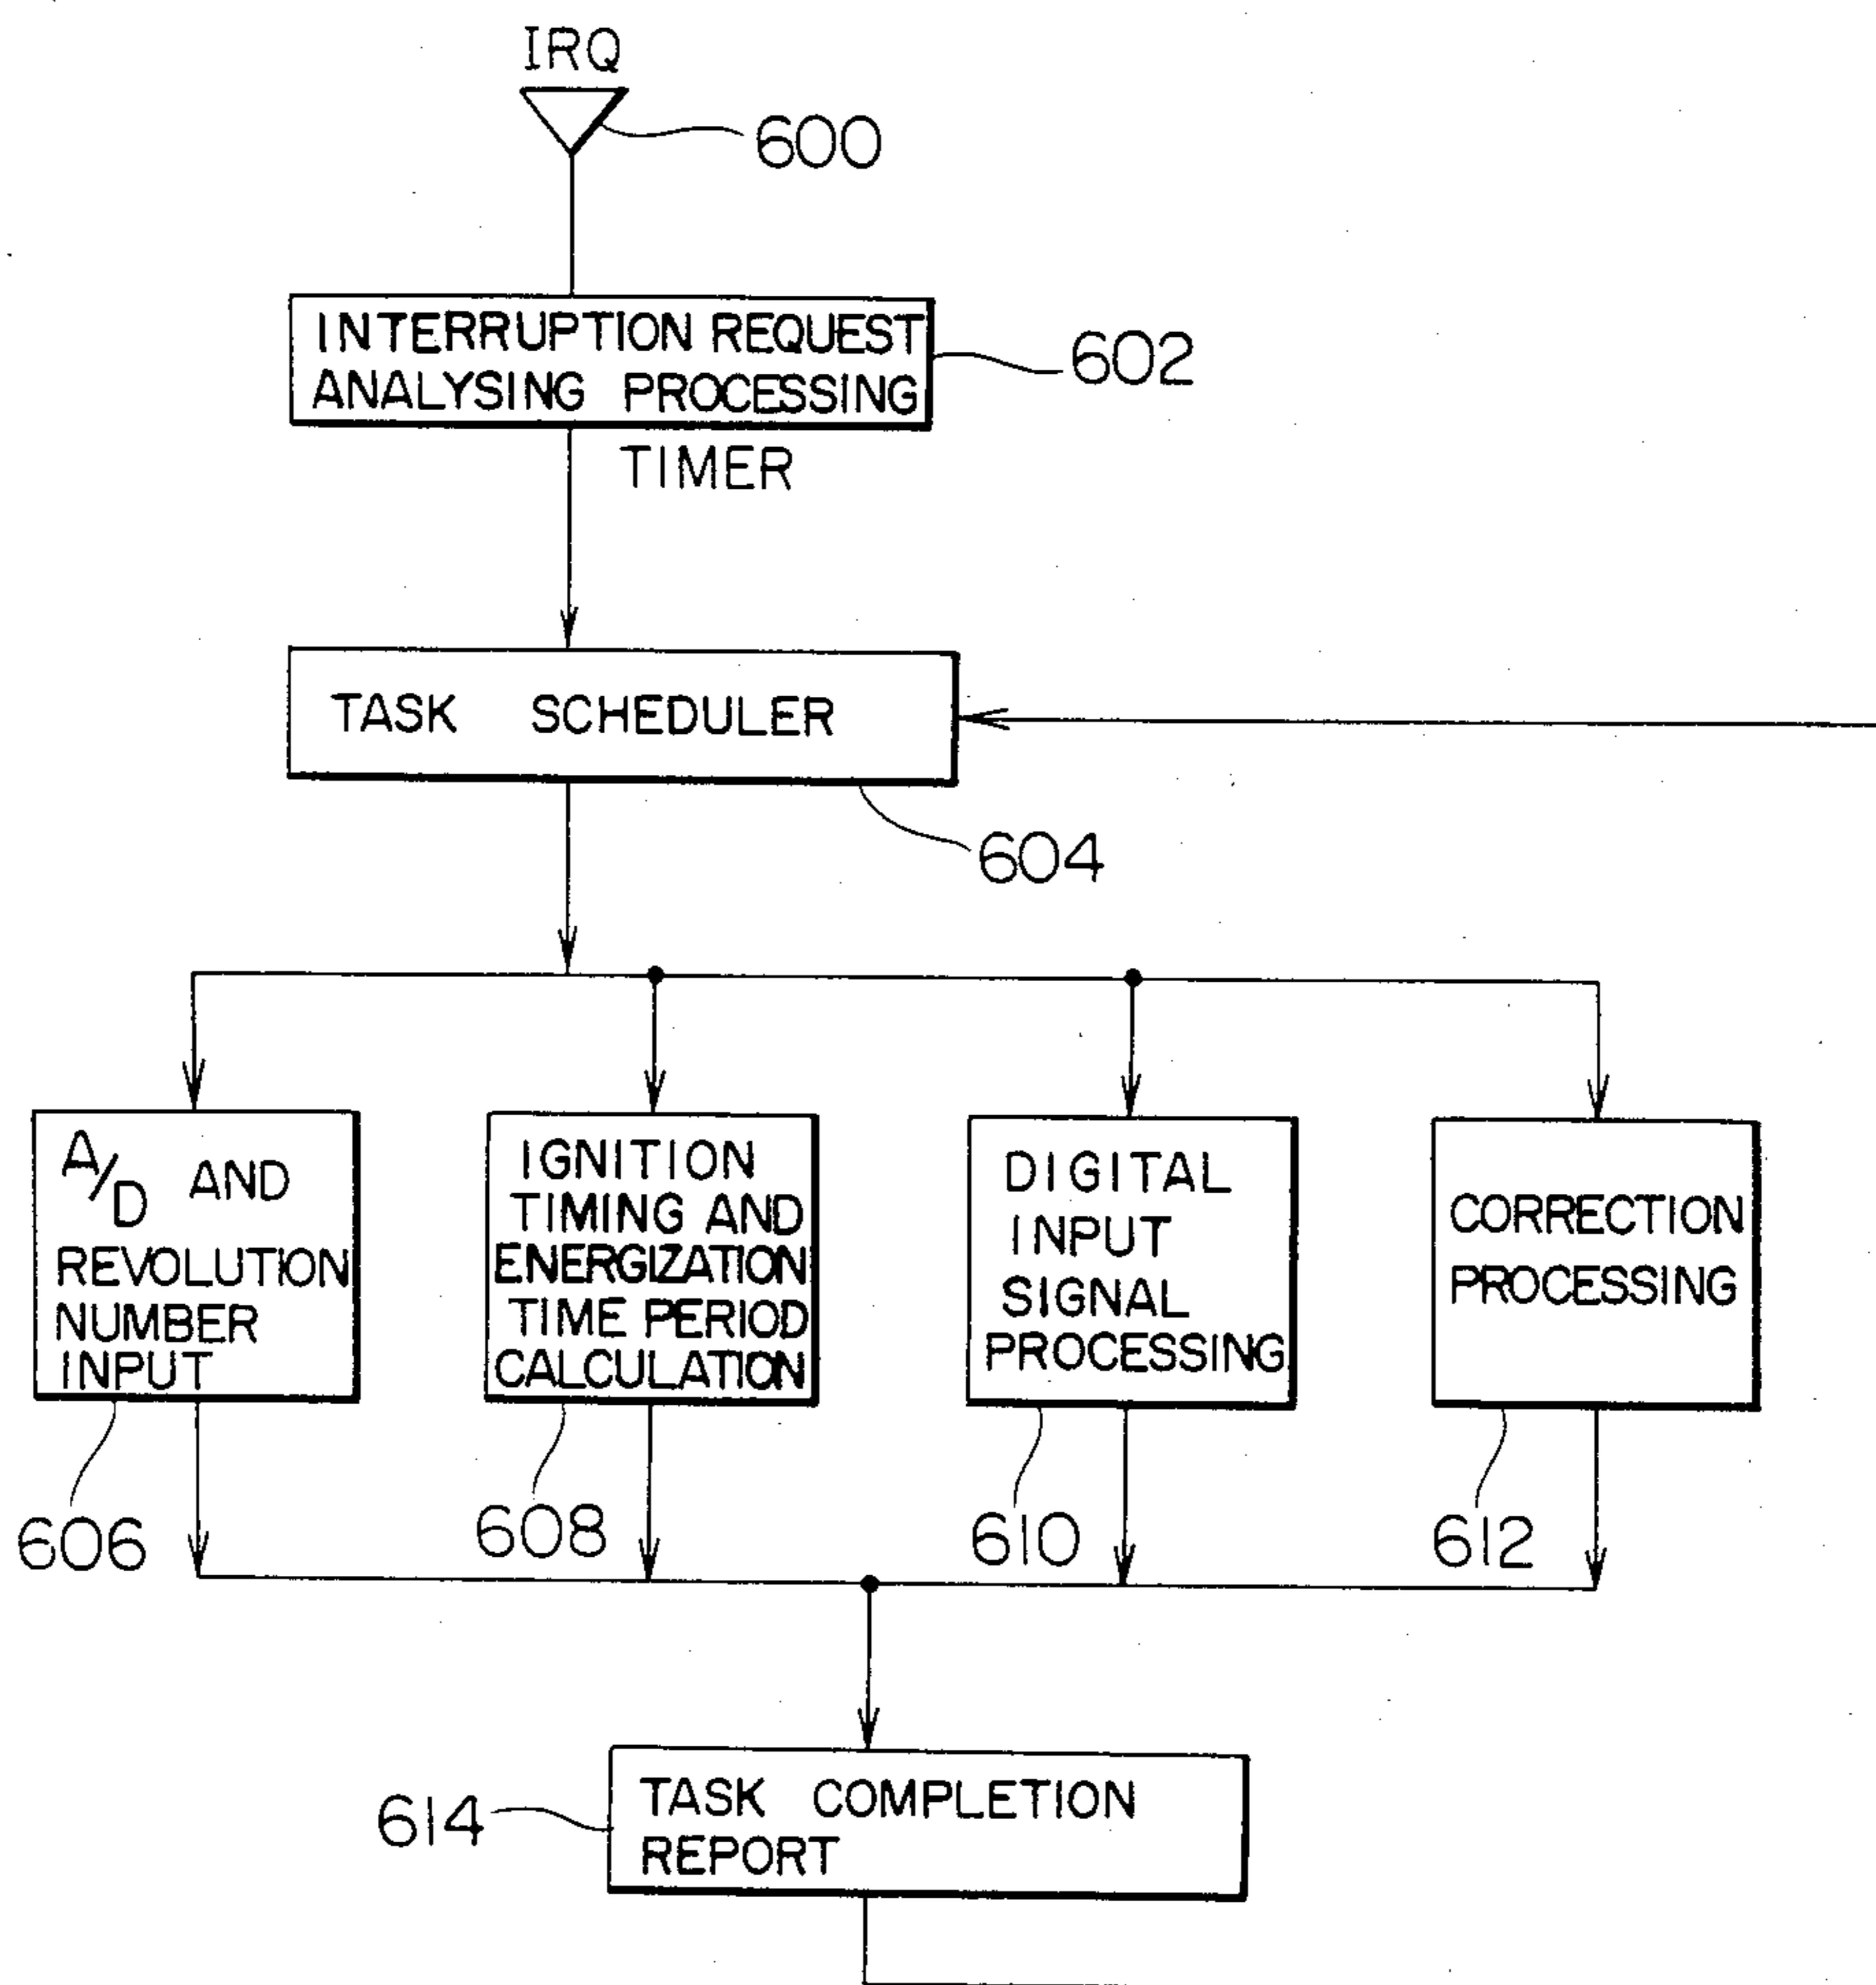 IRQ
600
INTERRUPTION REQUEST
ANALYSING PROCESSING
602
TIMER
TASK SCHEDULER
604
A/D AND
REVOLUTION
NUMBER
INPUT
606
IGNITION
TIMING AND
ENERGIZATION
TIME PERIOD
CALCULATION
608
DIGITAL
INPUT
SIGNAL
PROCESSING
610
CORRECTION
PROCESSING
612
614
TASK COMPLETION
REPORT